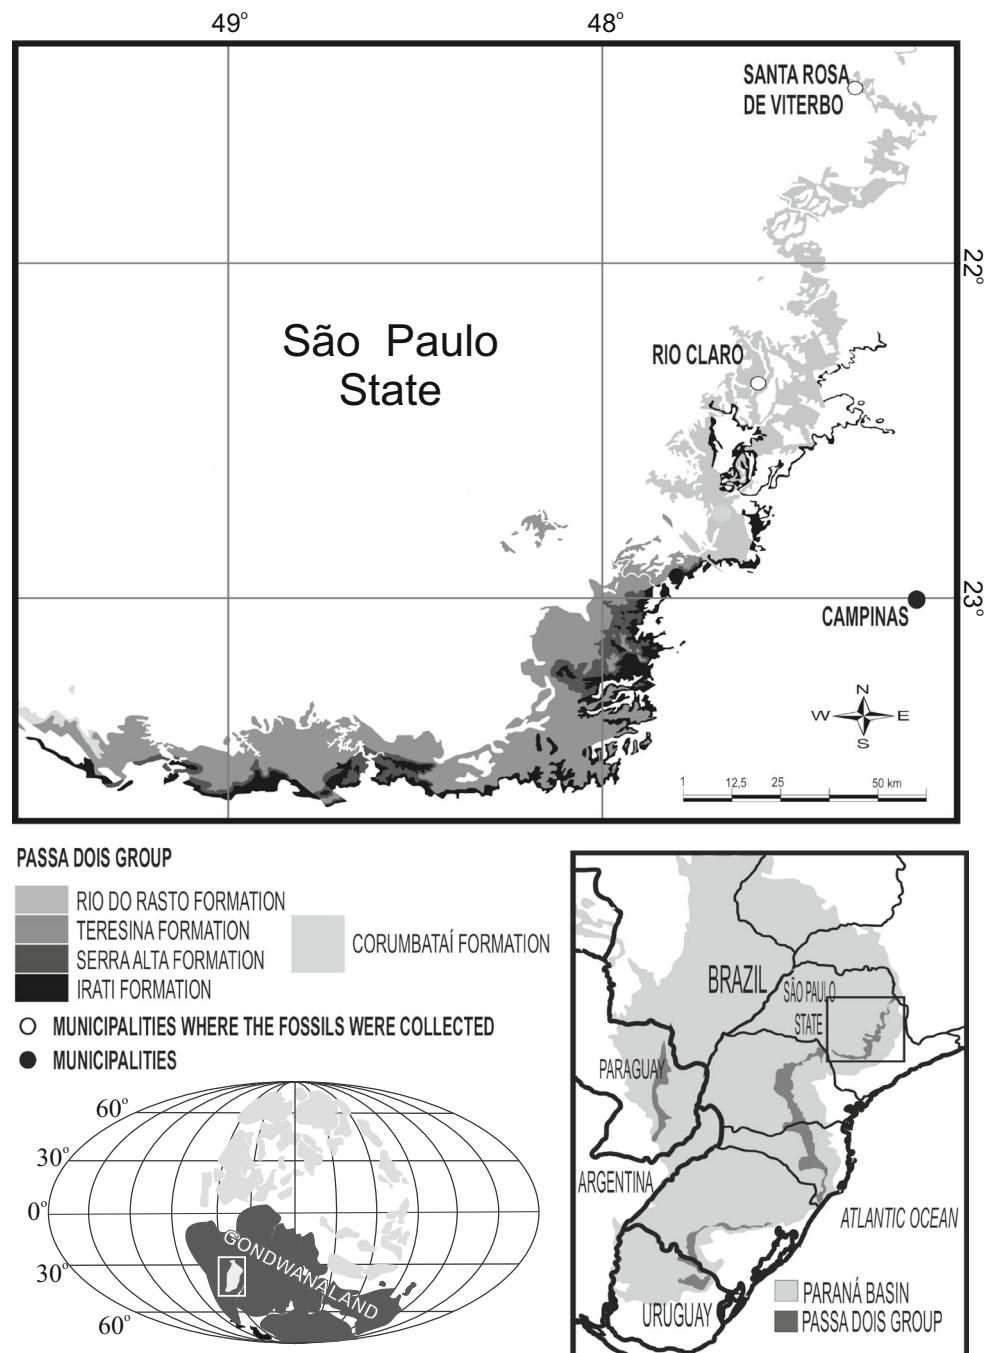 49° 48°
SANTA ROSA
DE VITERBO
22°
São Paulo
State
RIO CLARO
23°
CAMPINAS
N
W E
S
1 12,5 25 50 km
PASSA DOIS GROUP
RIO DO RASTO FORMATION
TERESINA FORMATION
SERRA ALTA FORMATION
IRATI FORMATION
CORUMBATAÍ FORMATION
MUNICIPALITIES WHERE THE FOSSILS WERE COLLECTED
MUNICIPALITIES
60°
30°
0°
30°
60°
GONDWANALAND
BRAZIL
SÃO PAULO
STATE
PARAGUAY
ARGENTINA
ATLANTIC OCEAN
URUGUAY
PARANÁ BASIN
PASSA DOIS GROUP